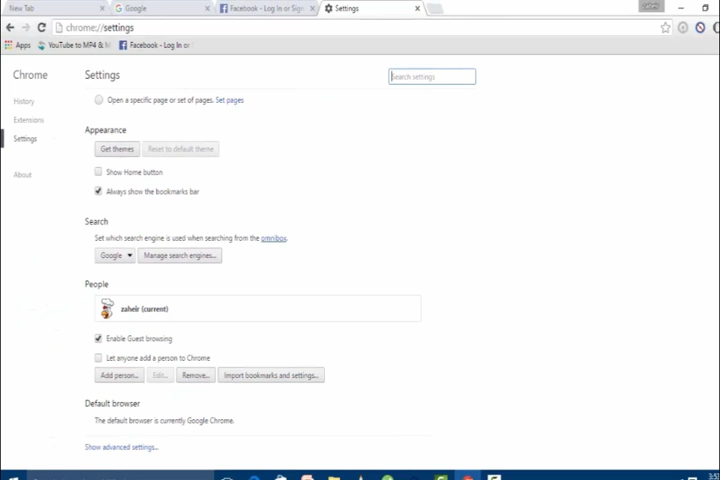 New Tab
Google
Facebook - Log In or Sig
Settings
zaheir
chrome://settings
Apps
YouTube to MP4 & M
Facebook - Log In or
Chrome
Settings
Search settings
History
Extensions
Settings
About
Open a specific page or set of pages. Set pages
Appearance
Get themes
Reset to default theme
Show Home button
Always show the bookmarks bar
Search
Set which search engine is used when searching from the omnibox.
Google
Manage search engines...
People
zaheir (current)
Enable Guest browsing
Let anyone add a person to Chrome
Add person...
Edit...
Remove...
Import bookmarks and settings...
Default browser
The default browser is currently Google Chrome.
Show advanced settings...